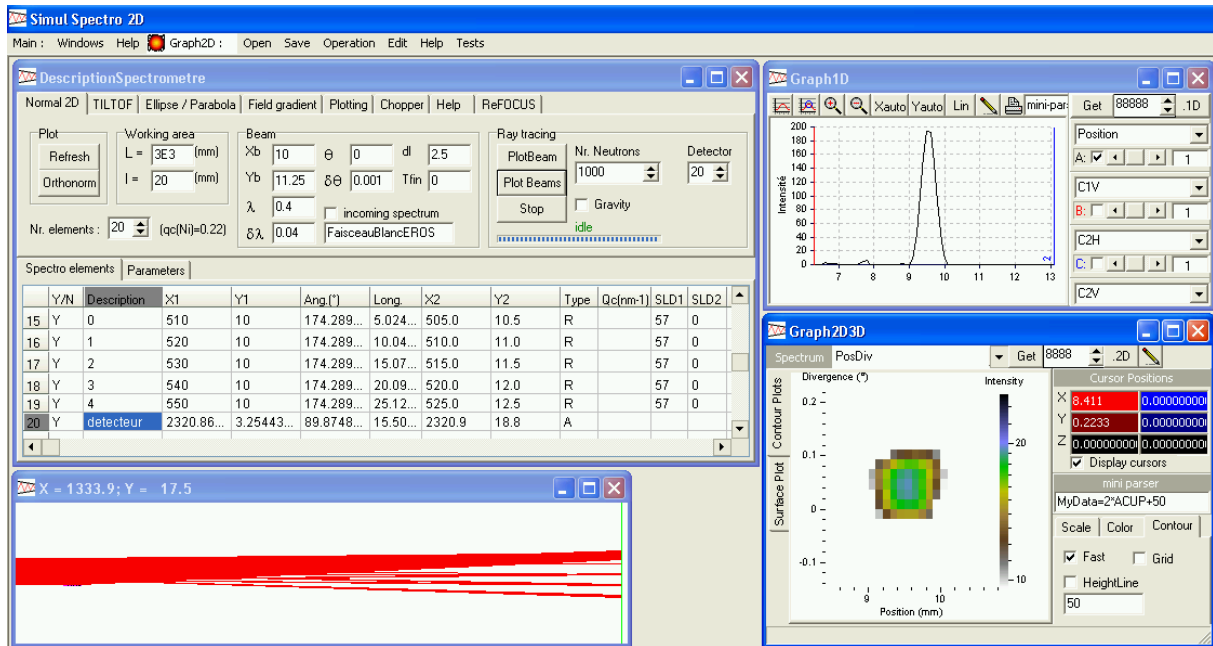 Simul Spectro 2D
Main : Windows Help Graph2D : Open Save Operation Edit Help Tests
DescriptionSpectrometre
Normal 2D TILTOF Ellipse / Parabola Field gradient Plotting Chopper Help ReFOCUS
Plot Working area Beam Ray tracing
Refresh L = 3E3 (mm) Xb 10 θ 0 dl 2.5 PlotBeam Nr. Neutrons Detector
Orthonorm l = 20 (mm) Yb 11.25 δθ 0.001 Tfin 0 Plot Beams 1000 20
λ 0.4 incoming spectrum Stop Gravity
Nr. elements : 20 (qc(Ni)=0.22) δλ 0.04 FaisceauBlancEROS idle
Spectro elements Parameters
Y/N Description X1 Y1 Ang.(°) Long. X2 Y2 Type Qc(nm-1) SLD1 SLD2
15 Y 0 510 10 174.289... 5.024... 505.0 10.5 R 57 0
16 Y 1 520 10 174.289... 10.04... 510.0 11.0 R 57 0
17 Y 2 530 10 174.289... 15.07... 515.0 11.5 R 57 0
18 Y 3 540 10 174.289... 20.09... 520.0 12.0 R 57 0
19 Y 4 550 10 174.289... 25.12... 525.0 12.5 R 57 0
20 Y detecteur 2320.86... 3.25443... 89.8748... 15.50... 2320.9 18.8 A
X = 1333.9; Y = 17.5
Graph1D
Xauto Yauto Lin mini-pars Get 88888 .1D
200
180
160
140
120
100
80
60
40
20
0
Intensité
7 8 9 10 11 12 13
2
Position
A: 1
C1V
B: 1
C2H
C: 1
C2V
Graph2D3D
Spectrum PosDiv Get 8888 .2D
Contour Plots
Surface Plot
Divergence (°) Intensity
0.2
0.1
0
-0.1
9 10
Position (mm)
20
10
Cursor Positions
X 8.411 0.00000000
Y 0.2233 0.00000000
Z 0.00000000 0.00000000
Display cursors
mini parser
MyData=2*ACUP+50
Scale Color Contour
Fast Grid
HeightLine
50